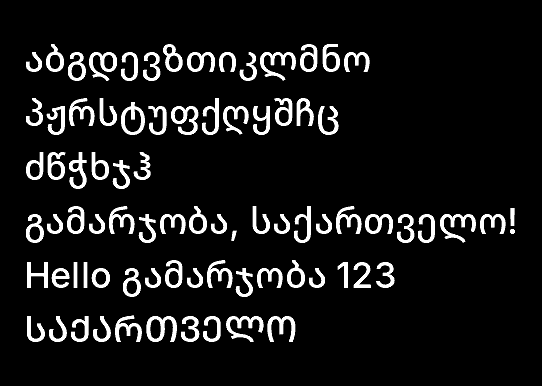 აბგდევზთიკლმნო
პჟრსტუფქღყშჩც
ძწჭხჯჰ
გამარჯობა, საქართველო!
Hello გამარჯობა 123
ᲡᲐᲥᲐᲠᲗᲕᲔᲚᲝ